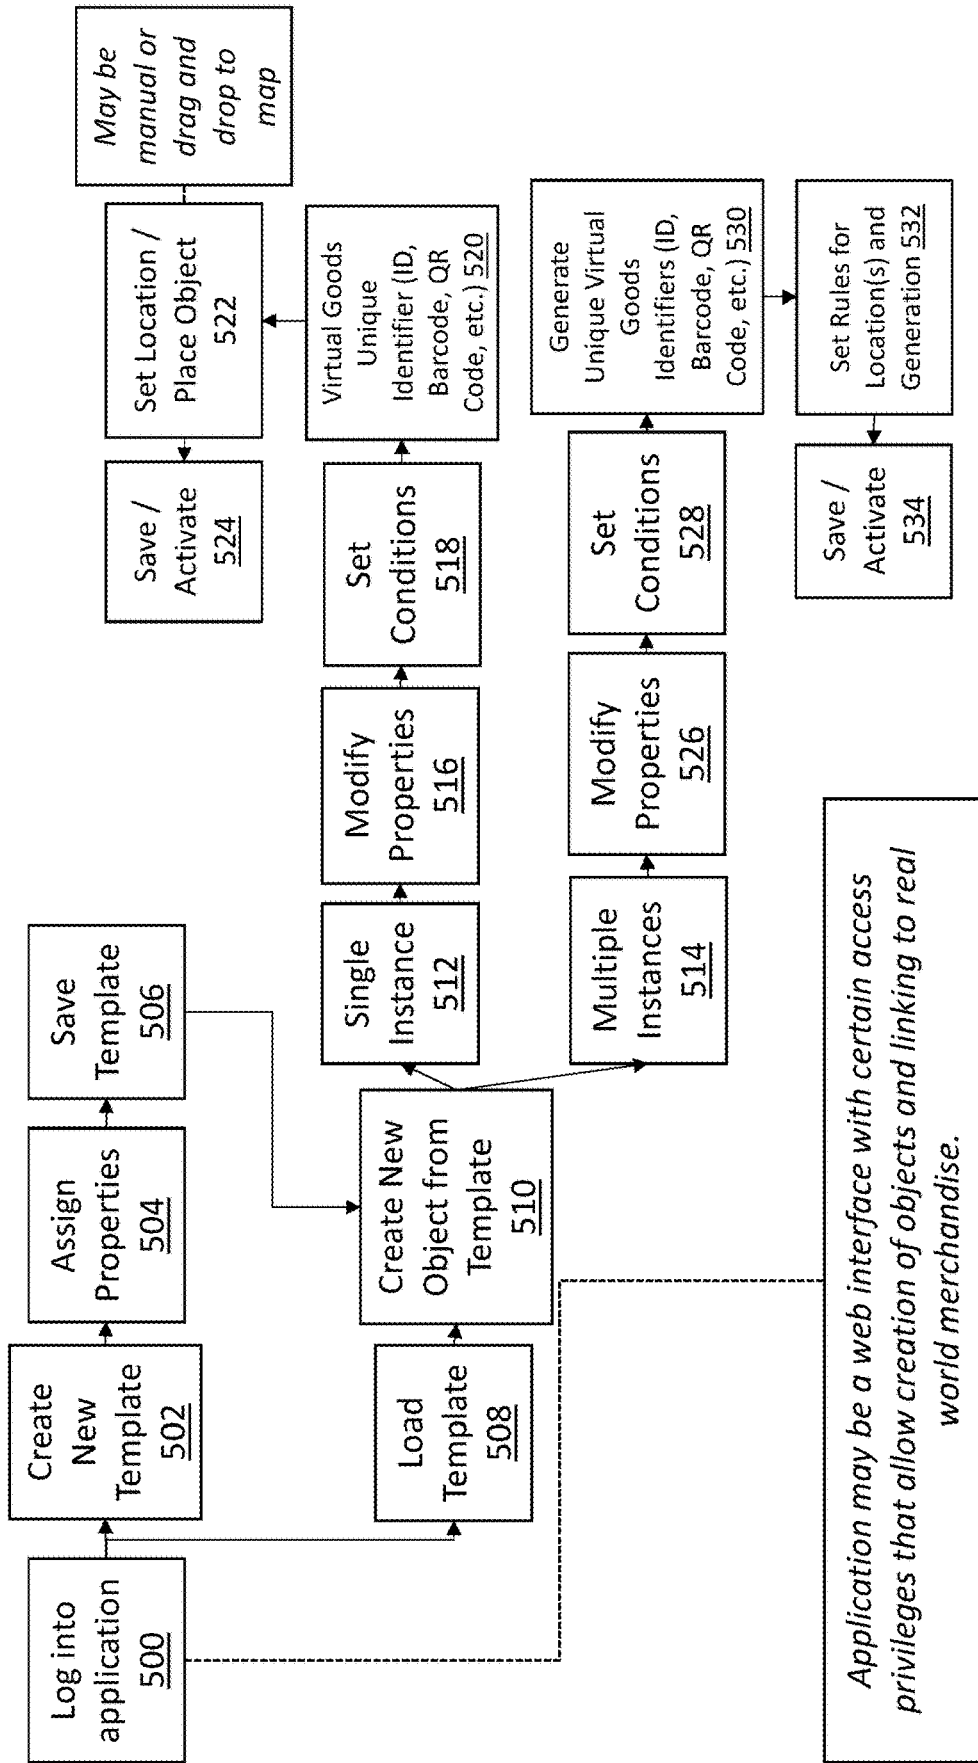 Log into
application
500
Create
New
Template
502
Assign
Properties
504
Save
Template
506
Load
Template
508
Create New
Object from
Template
510
Single
Instance
512
Modify
Properties
516
Set
Conditions
518
Virtual Goods
Unique
Identifier (ID,
Barcode, QR
Code, etc.) 520
Set Location /
Place Object
522
May be
manual or
drag and
drop to
map
Save /
Activate
524
Multiple
Instances
514
Modify
Properties
526
Set
Conditions
528
Generate
Unique Virtual
Goods
Identifiers (ID,
Barcode, QR
Code, etc.) 530
Set Rules for
Location(s) and
Generation 532
Save /
Activate
534
Application may be a web interface with certain access
privileges that allow creation of objects and linking to real
world merchandise.